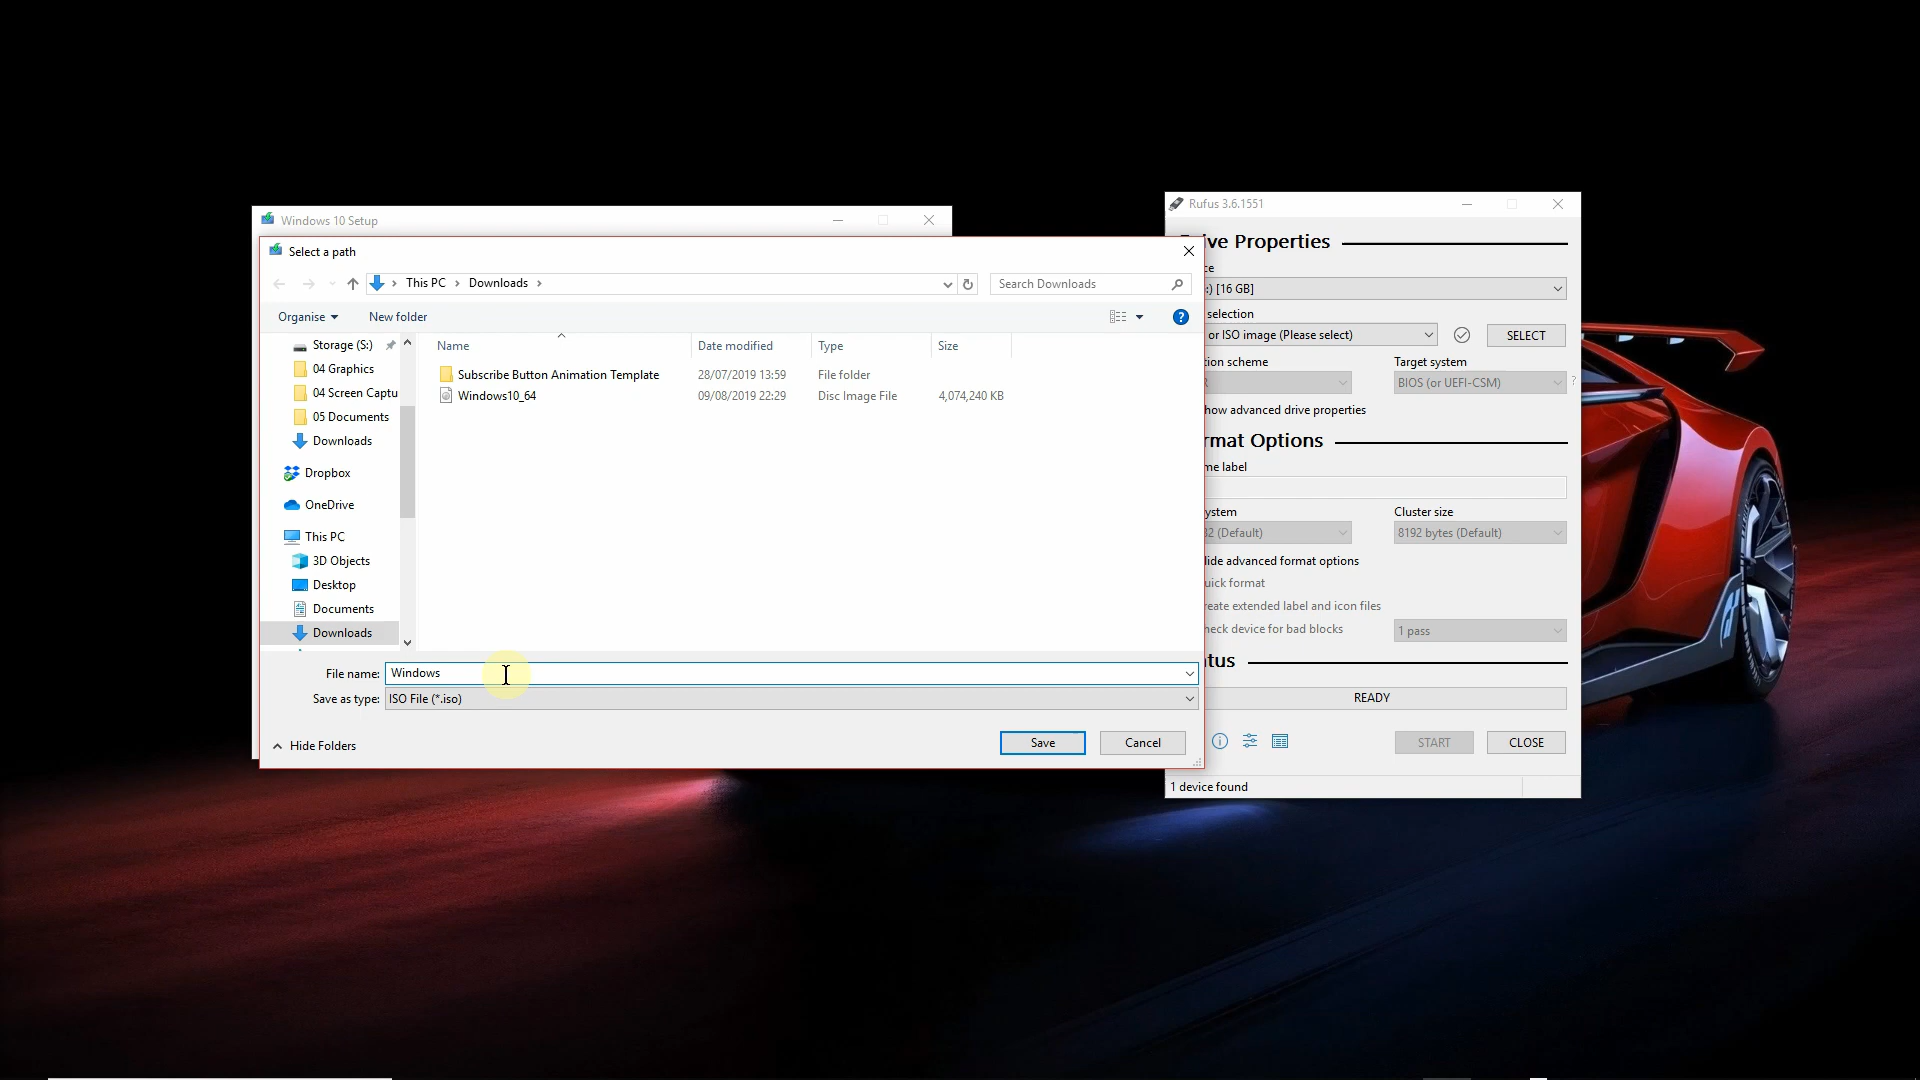 Windows 10 Setup
Select a path
This PC > Downloads >
Search Downloads
Organise
New folder
Name
Date modified
Type
Size
Subscribe Button Animation Template 28/07/2019 13:59 File folder
Windows10_64 09/08/2019 22:29 Disc Image File 4,074,240 KB
Storage (S:)
04 Graphics
04 Screen Captu
05 Documents
Downloads
Dropbox
OneDrive
This PC
3D Objects
Desktop
Documents
Downloads
File name: Windows
Save as type: ISO File (*.iso)
Hide Folders
Save
Cancel
Rufus 3.6.1551
ve Properties
ce
:) [16 GB]
selection
or ISO image (Please select)
SELECT
ion scheme
Target system
BIOS (or UEFI-CSM)
?
how advanced drive properties
rmat Options
me label
ystem
Cluster size
32 (Default)
8192 bytes (Default)
lide advanced format options
uick format
reate extended label and icon files
heck device for bad blocks
1 pass
tus
READY
START
CLOSE
1 device found